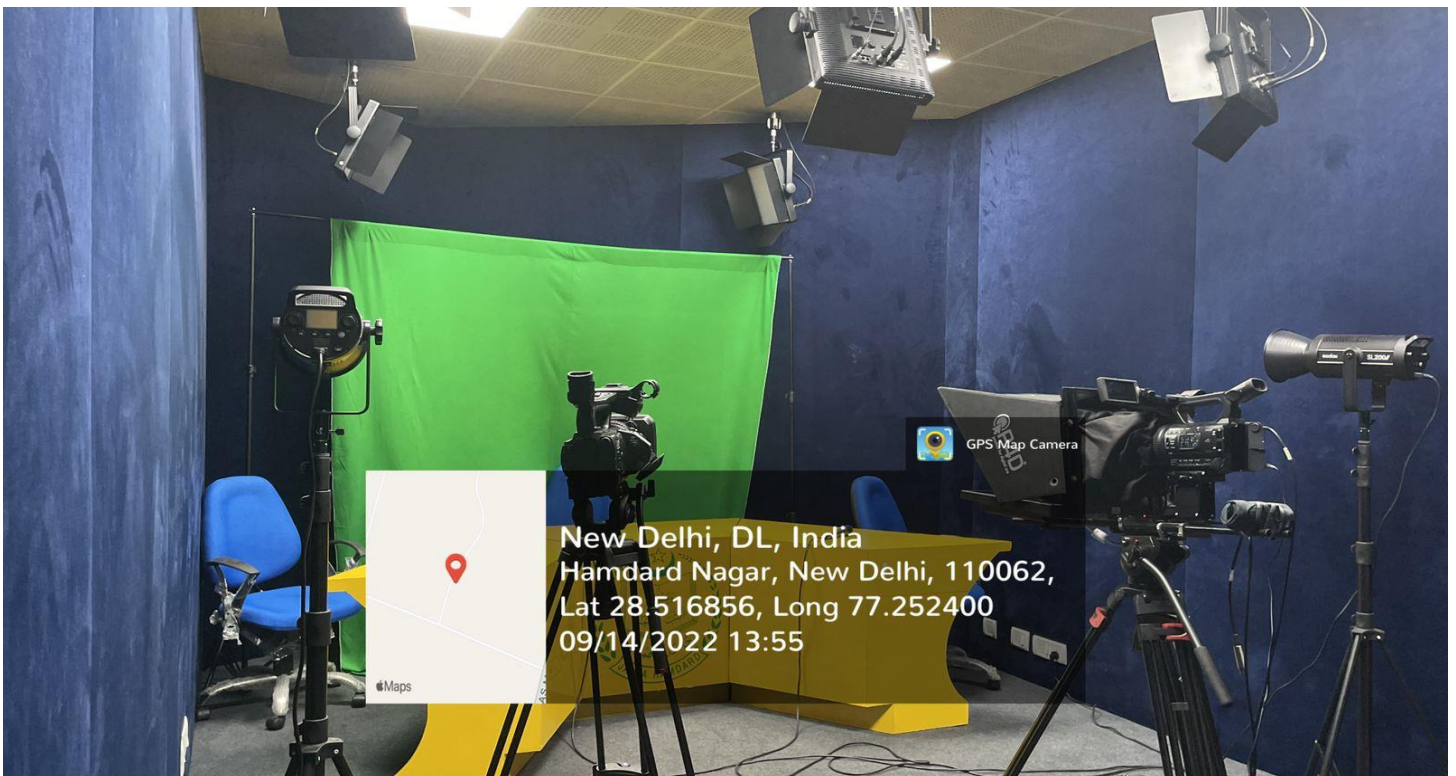 GPS Map Camera
New Delhi, DL, India
Hamdard Nagar, New Delhi, 110062,
Lat 28.516856, Long 77.252400
09/14/2022 13:55
Maps
SL200